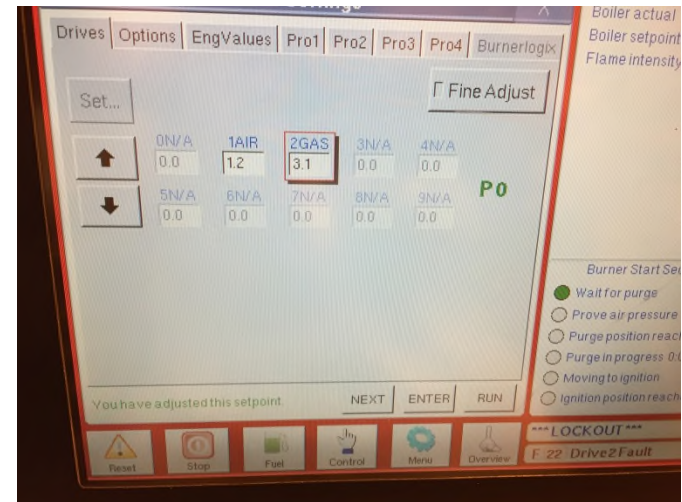 Boiler actual
Boiler setpoint
Flame intensity
Drives Options EngValues Pro1 Pro2 Pro3 Pro4 Burnerlogix
Set...
Fine Adjust
0N/A 1AIR 2GAS 3N/A 4N/A
0.0 1.2 3.1 0.0 0.0
P0
5N/A 6N/A 7N/A 8N/A 9N/A
0.0 0.0 0.0 0.0 0.0
Burner Start
Wait for purge
Prove air pressure
Purge position
Purge in progress
Moving to ignition
Ignition position
You have adjusted this setpoint.
NEXT ENTER RUN
Reset Stop Fuel Control Menu Overview
***LOCKOUT***
F 22 Drive2Fault